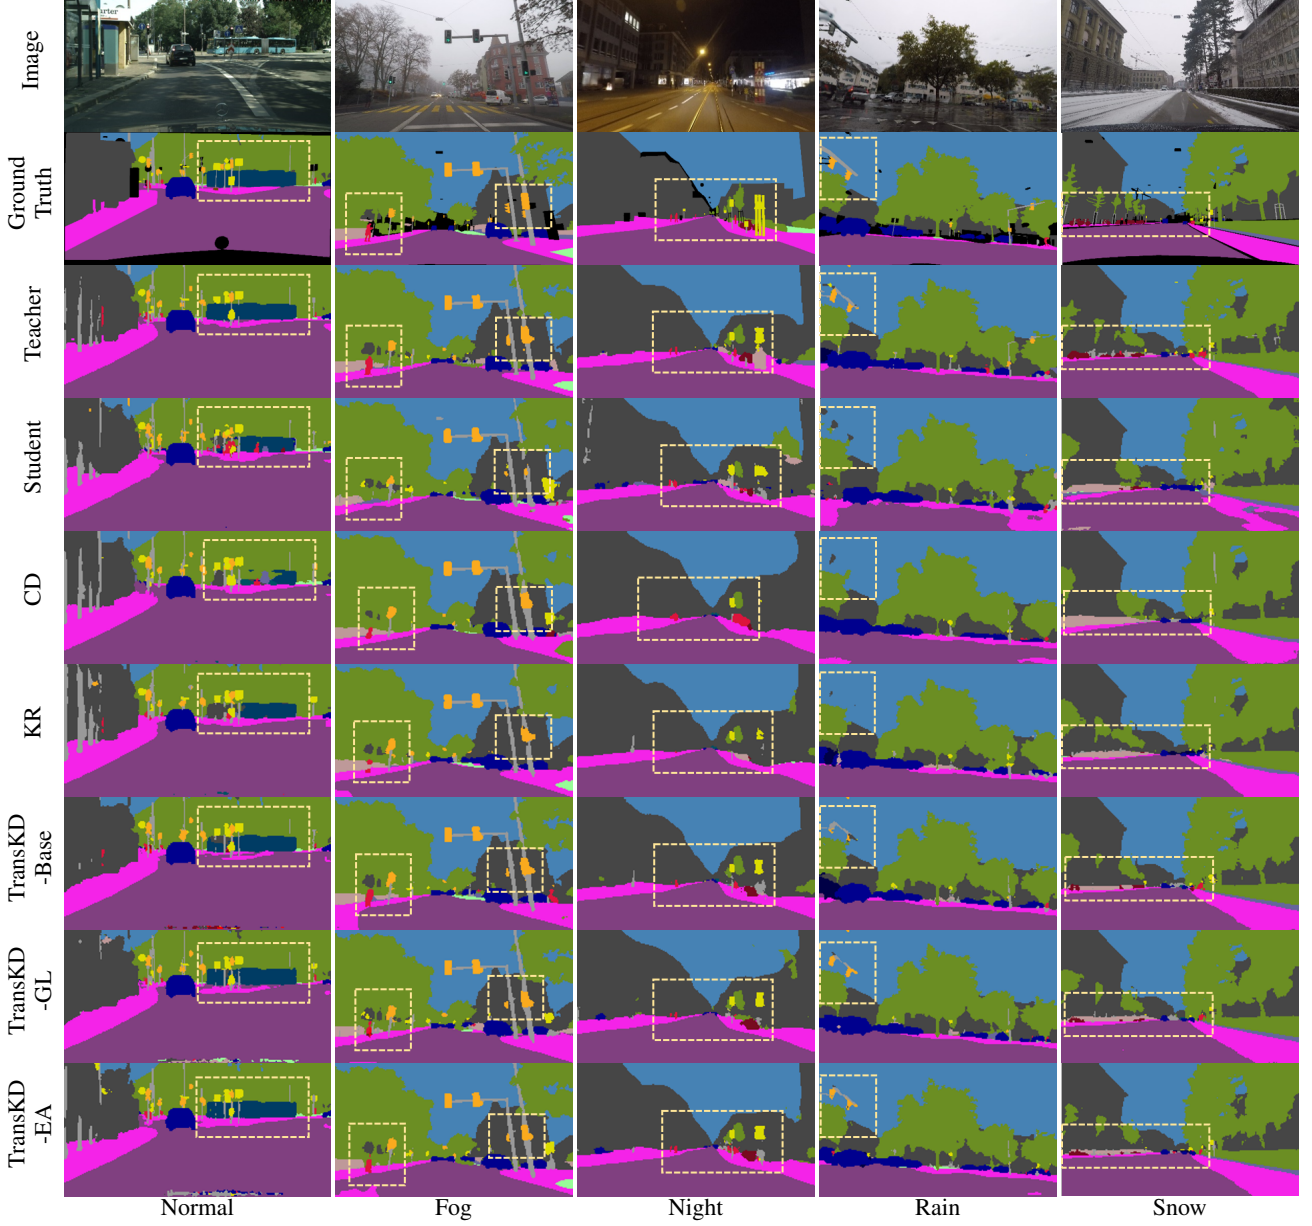 Image
Ground
Truth
Teacher
Student
CD
KR
TransKD
-Base
TransKD
-GL
TransKD
-EA
Normal
Fog
Night
Rain
Snow